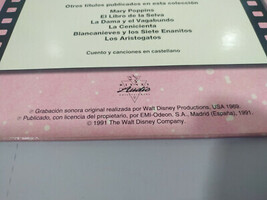 Otros títulos publicados en esta colección
Mary Poppins
El Libro de la Selva
La Dama y el Vagabundo
La Cenicienta
Blancanieves y los Siete Enanitos
Los Aristogatos
Cuento y canciones en castellano
Audio
℗ Grabación sonora original realizada por Walt Disney Productions, USA 1969.
℗ Publicado, con licencia del propietario, por EMI-Odeon, S.A., Madrid (España), 1991.
© 1991 The Walt Disney Company.